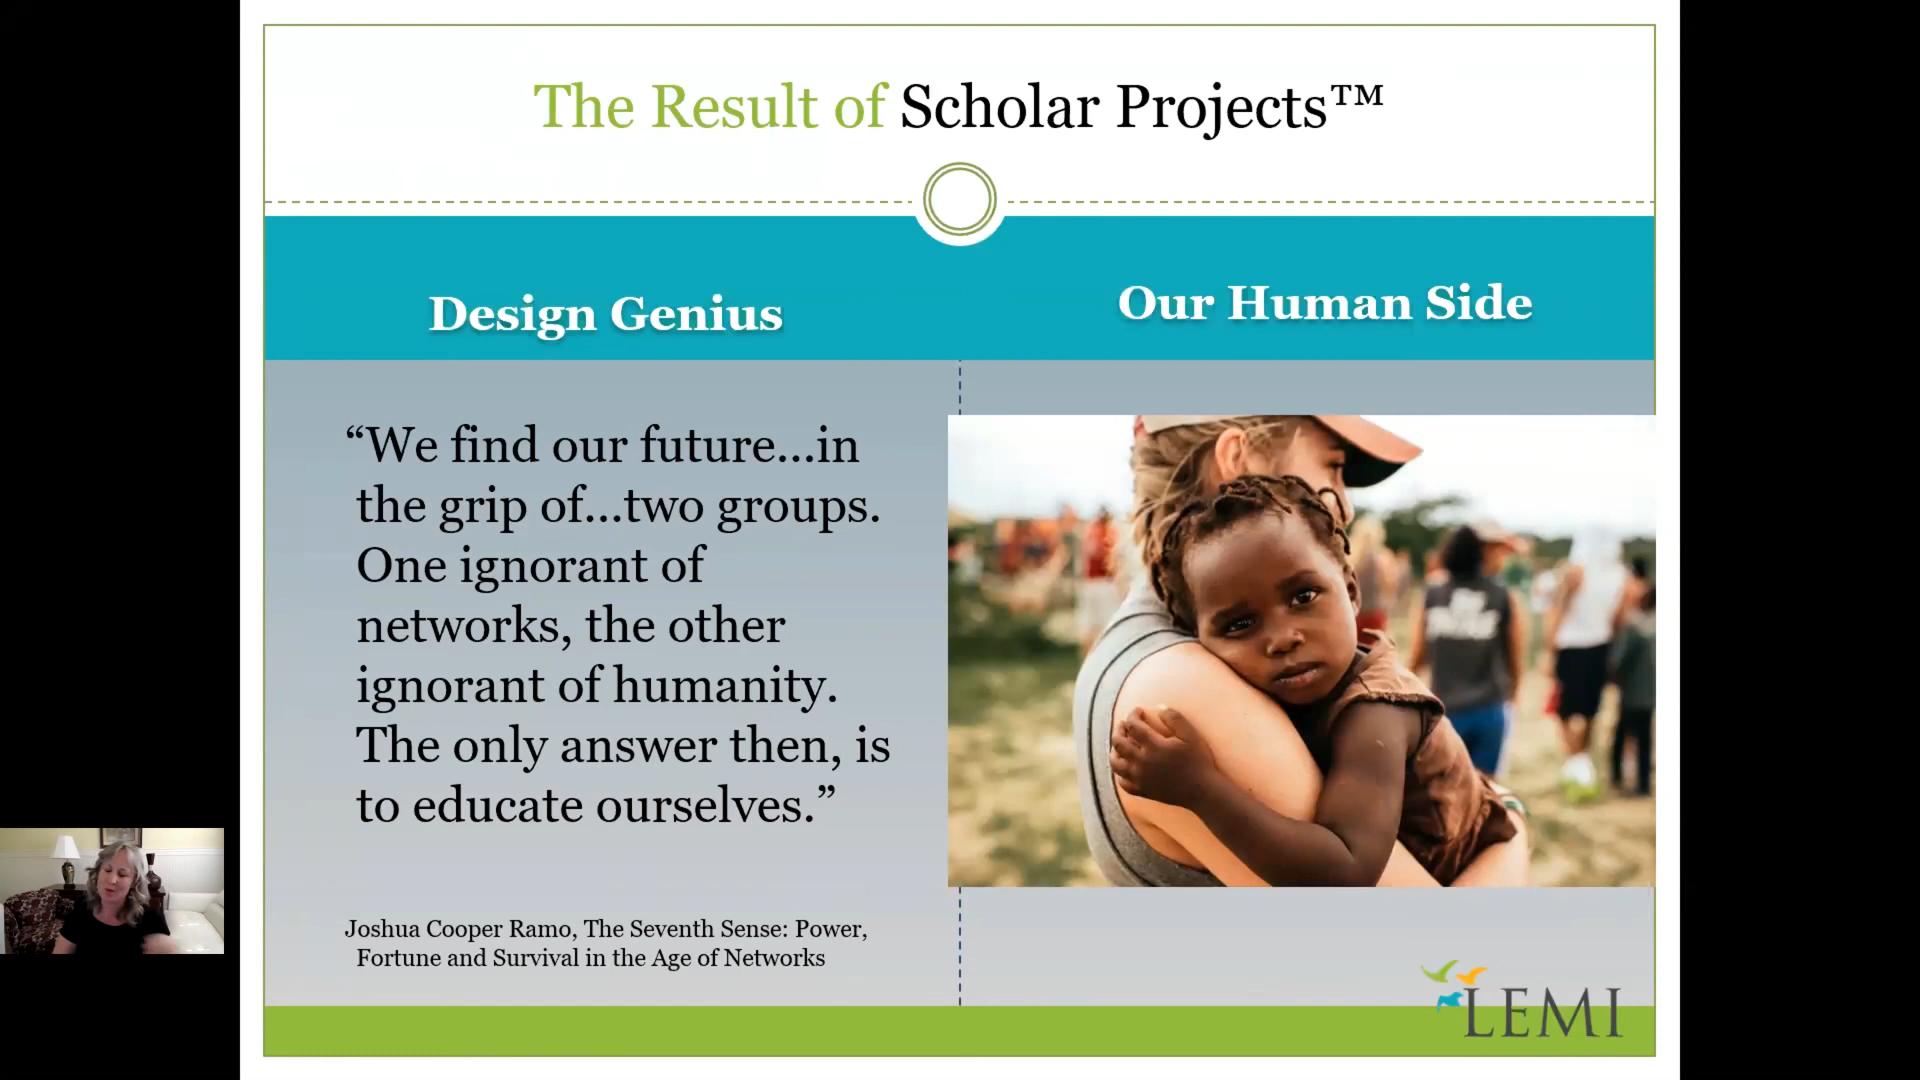 The Result of Scholar Projects™
Design Genius
Our Human Side
“We find our future...in
the grip of...two groups.
One ignorant of
networks, the other
ignorant of humanity.
The only answer then, is
to educate ourselves.”
Joshua Cooper Ramo, The Seventh Sense: Power,
Fortune and Survival in the Age of Networks
LEMI